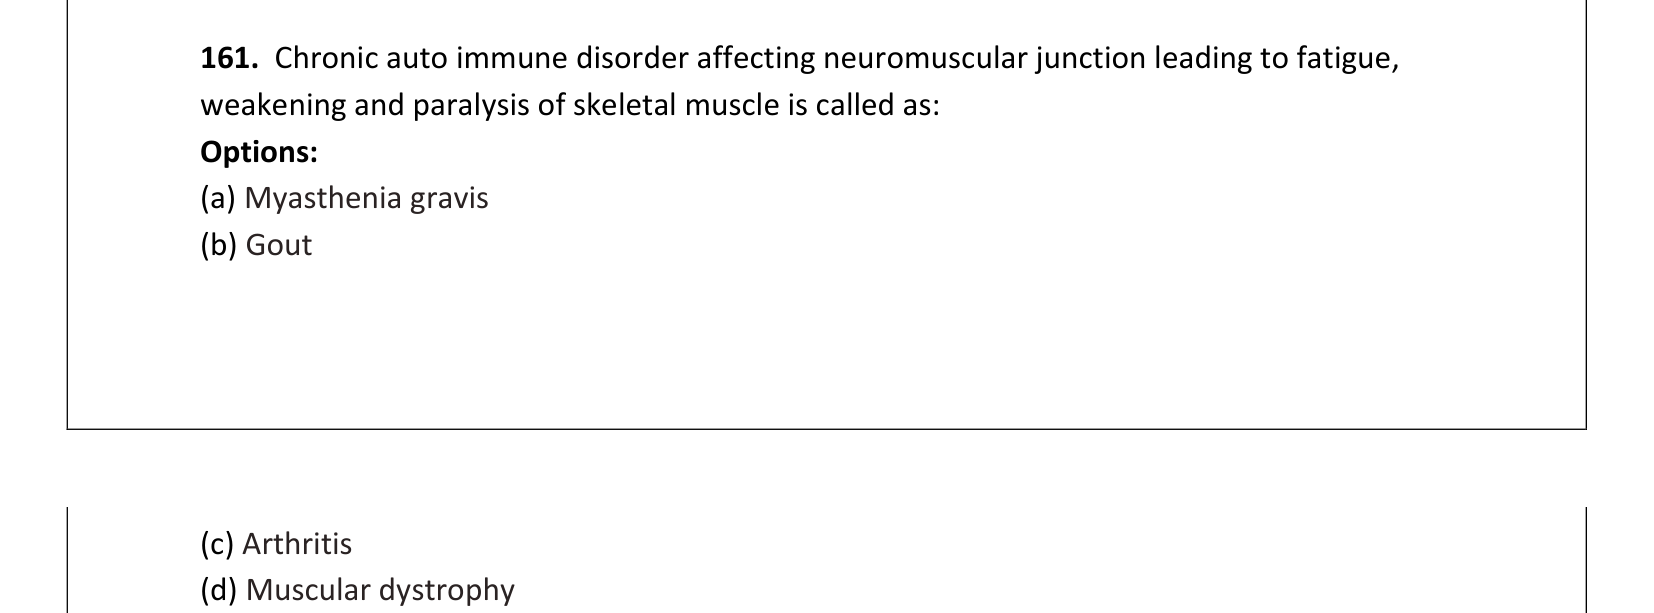 161. Chronic auto immune disorder affecting neuromuscular junction leading to fatigue,
weakening and paralysis of skeletal muscle is called as:
Options:
(a) Myasthenia gravis
(b) Gout
(c) Arthritis
(d) Muscular dystrophy